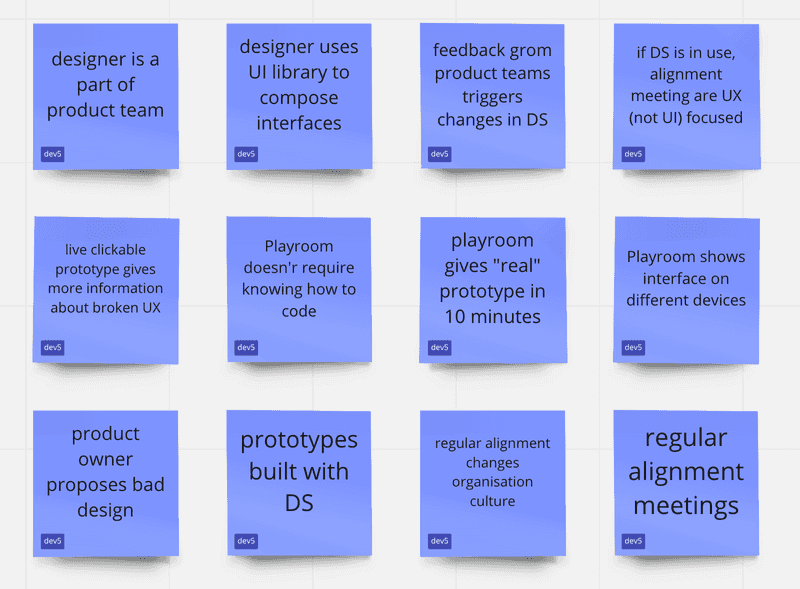 designer is a
part of
product team
dev5
designer uses
UI library to
compose
interfaces
dev5
feedback grom
product teams
triggers
changes in DS
dev5
if DS is in use,
alignment
meeting are UX
(not UI) focused
dev5
live clickable
prototype gives
more information
about broken UX
dev5
Playroom
doesn'r require
knowing how to
code
dev5
playroom
gives "real"
prototype in
10 minutes
dev5
Playroom shows
interface on
different devices
dev5
product
owner
proposes bad
design
dev5
prototypes
built with
DS
dev5
regular alignment
changes
organisation
culture
dev5
regular
alignment
meetings
dev5